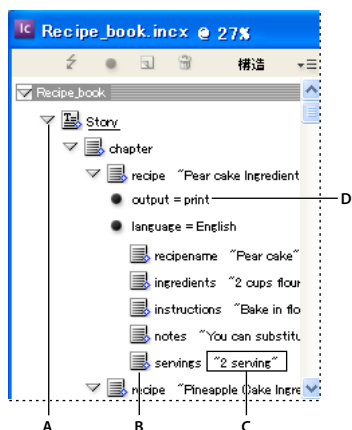 Ic Recipe_book.incx @ 27%
構造
Recipe_book
Story
chapter
recipe "Pear cake Ingredient
output = print
D
language = English
recipename "Pear cake"
ingredients "2 cups flour
instructions "Bake in flo
notes "You can substitu
servings "2 serving"
recipe "Pineapple Cake Ingre
A B C